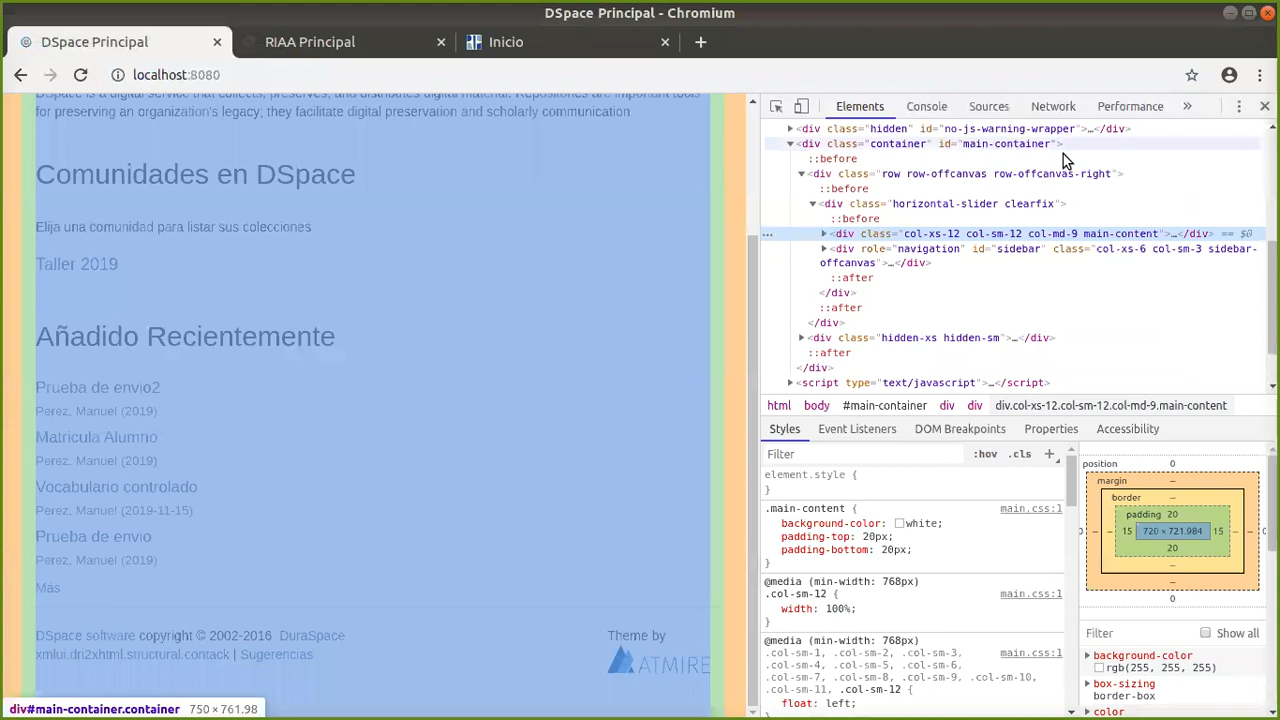 DSpace Principal - Chromium
DSpace Principal
RIAA Principal
Inicio
localhost:8080
DSpace is a digital service that collects, preserves, and distributes digital material. Repositories are important tools
for preserving an organization's legacy; they facilitate digital preservation and scholarly communication.
Comunidades en DSpace
Elija una comunidad para listar sus colecciones
Taller 2019
Añadido Recientemente
Prueba de envio2
Perez, Manuel (2019)
Matricula Alumno
Perez, Manuel (2019)
Vocabulario controlado
Perez, Manuel (2019-11-15)
Prueba de envio
Perez, Manuel (2019)
Más
DSpace software copyright © 2002-2016 DuraSpace
xmlui.dri2xhtml.structural.contack | Sugerencias
Theme by
ATMIRE
div#main-container.container 750 × 761.98
Elements Console Sources Network Performance »
<div class="hidden" id="no-js-warning-wrapper">…</div>
<div class="container" id="main-container">
::before
<div class="row row-offcanvas row-offcanvas-right">
::before
<div class="horizontal-slider clearfix">
::before
<div class="col-xs-12 col-sm-12 col-md-9 main-content">…</div> == $0
<div role="navigation" id="sidebar" class="col-xs-6 col-sm-3 sidebar-
offcanvas">…</div>
::after
</div>
::after
</div>
<div class="hidden-xs hidden-sm">…</div>
::after
</div>
<script type="text/javascript">…</script>
html body #main-container div div div.col-xs-12.col-sm-12.col-md-9.main-content
Styles Event Listeners DOM Breakpoints Properties Accessibility
Filter :hov .cls +
element.style {
}
.main-content { main.css:1
background-color: white;
padding-top: 20px;
padding-bottom: 20px;
}
@media (min-width: 768px)
.col-sm-12 { main.css:1
width: 100%;
}
@media (min-width: 768px)
.col-sm-1, .col-sm-2, .col-sm-3, main.css:1
.col-sm-4, .col-sm-5, .col-sm-6,
.col-sm-7, .col-sm-8, .col-sm-9, .col-sm-10,
.col-sm-11, .col-sm-12 {
float: left;
position 0
margin –
border –
padding 20
15 720 × 721.984 15
20
–
–
0
Filter Show all
background-color
rgb(255, 255, 255)
box-sizing
border-box
color